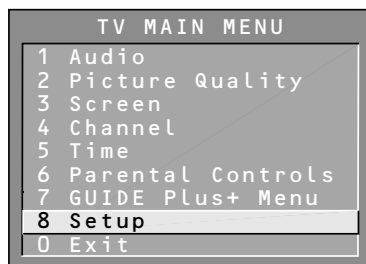 TV MAIN MENU
1 Audio
2 Picture Quality
3 Screen
4 Channel
5 Time
6 Parental Controls
7 GUIDE Plus+ Menu
8 Setup
0 Exit